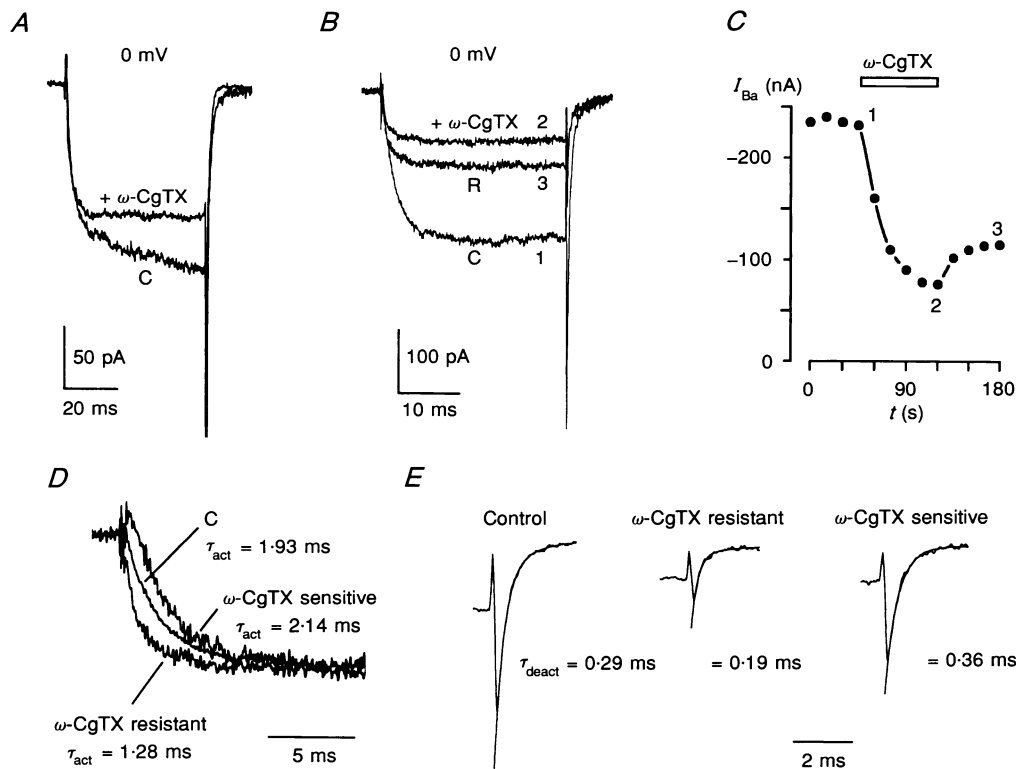 A
0 mV
+ ω-CgTX
C
50 pA
20 ms
B
0 mV
+ ω-CgTX 2
R 3
C 1
100 pA
10 ms
C
ω-CgTX
I_Ba (nA)
1
−200
3
−100
2
0
0 90 180
t (s)
D
C
τ_act = 1·93 ms
ω-CgTX sensitive
τ_act = 2·14 ms
ω-CgTX resistant
τ_act = 1·28 ms
5 ms
E
Control
ω-CgTX resistant
ω-CgTX sensitive
τ_deact = 0·29 ms
= 0·19 ms
= 0·36 ms
2 ms